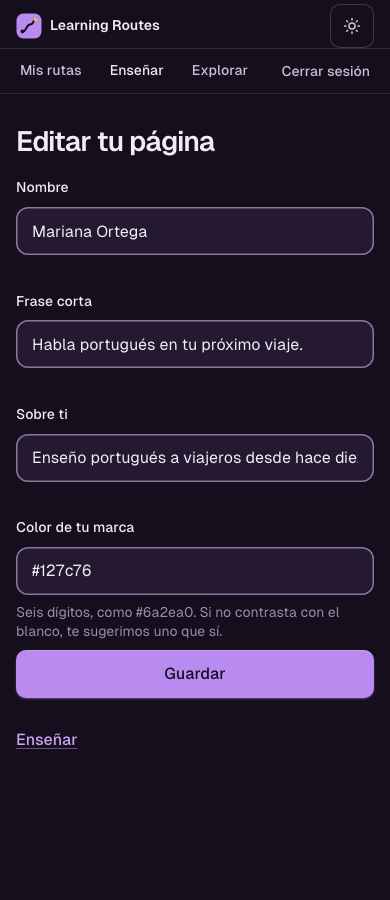 Learning Routes
Mis rutas Enseñar Explorar Cerrar sesión
Editar tu página
Nombre
Mariana Ortega
Frase corta
Habla portugués en tu próximo viaje.
Sobre ti
Enseño portugués a viajeros desde hace die
Color de tu marca
#127c76
Seis dígitos, como #6a2ea0. Si no contrasta con el
blanco, te sugerimos uno que sí.
Guardar
Enseñar